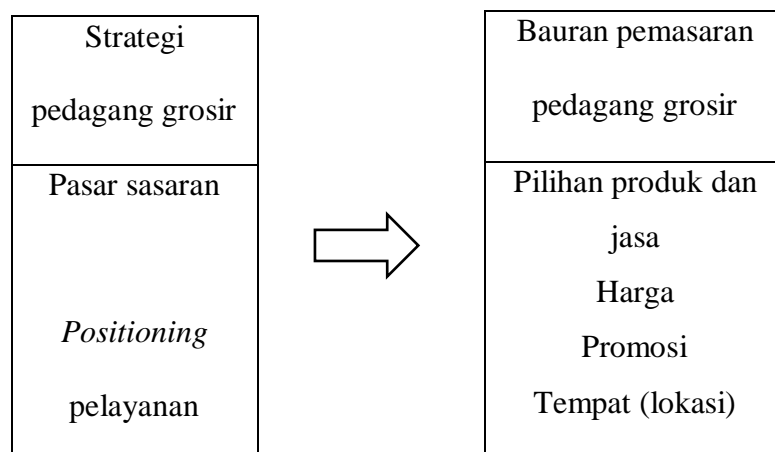 Strategi
pedagang grosir
Pasar sasaran
Positioning
pelayanan
Bauran pemasaran
pedagang grosir
Pilihan produk dan
jasa
Harga
Promosi
Tempat (lokasi)